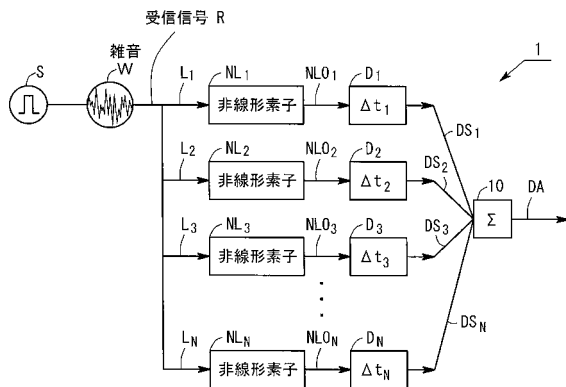 受信信号 R
1
雑音
W
S
L1 NL1 NLO1 D1
非線形素子 Δt1
DS1
L2 NL2 NLO2 D2
非線形素子 Δt2
DS2
10 DA
Σ
L3 NL3 NLO3 D3
非線形素子 Δt3
DS3
LN NLN NLON DN
非線形素子 ΔtN
DSN